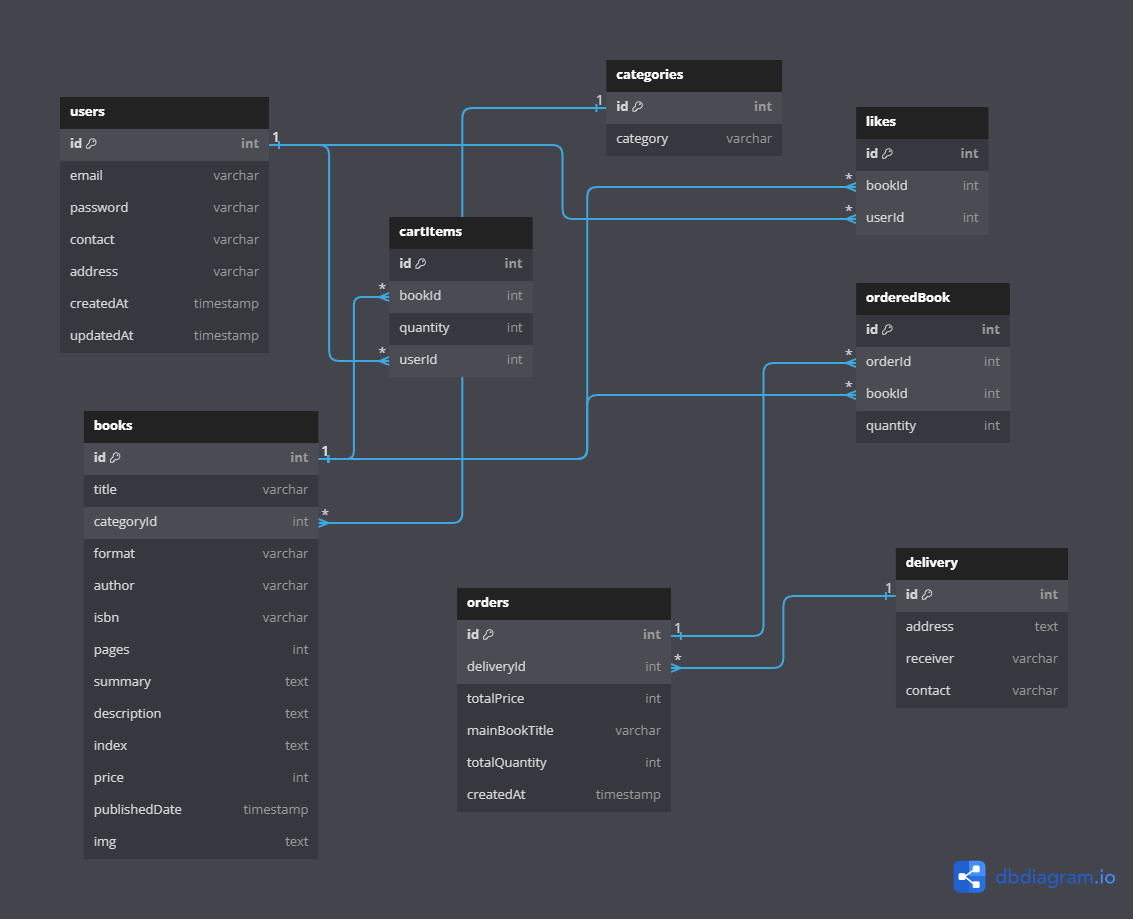 users
id int
email varchar
password varchar
contact varchar
address varchar
createdAt timestamp
updatedAt timestamp
1
categories
id int
category varchar
1
likes
id int
bookId int
userId int
*
*
cartItems
id int
bookId int
quantity int
userId int
*
*
orderedBook
id int
orderId int
bookId int
quantity int
*
*
books
id int
title varchar
categoryId int
format varchar
author varchar
isbn varchar
pages int
summary text
description text
index text
price int
publishedDate timestamp
img text
1
*
orders
id int
deliveryId int
totalPrice int
mainBookTitle varchar
totalQuantity int
createdAt timestamp
1
*
delivery
id int
address text
receiver varchar
contact varchar
1
dbdiagram.io